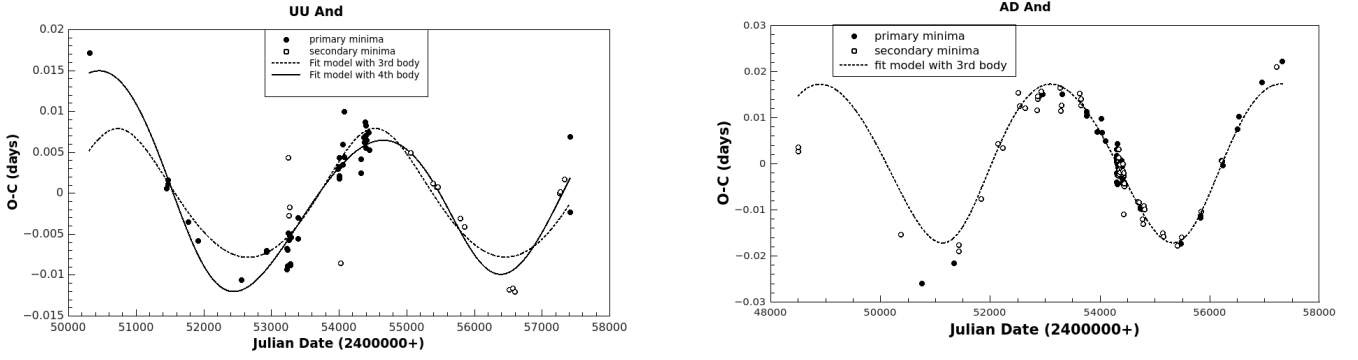 UU And
primary minima
secondary minima
Fit model with 3rd body
Fit model with 4th body
O-C (days)
0.02
0.015
0.01
0.005
0
−0.005
−0.01
−0.015
50000 51000 52000 53000 54000 55000 56000 57000 58000
Julian Date (2400000+)
AD And
primary minima
secondary minima
fit model with 3rd body
O-C (days)
0.03
0.02
0.01
0
−0.01
−0.02
−0.03
48000 50000 52000 54000 56000 58000
Julian Date (2400000+)